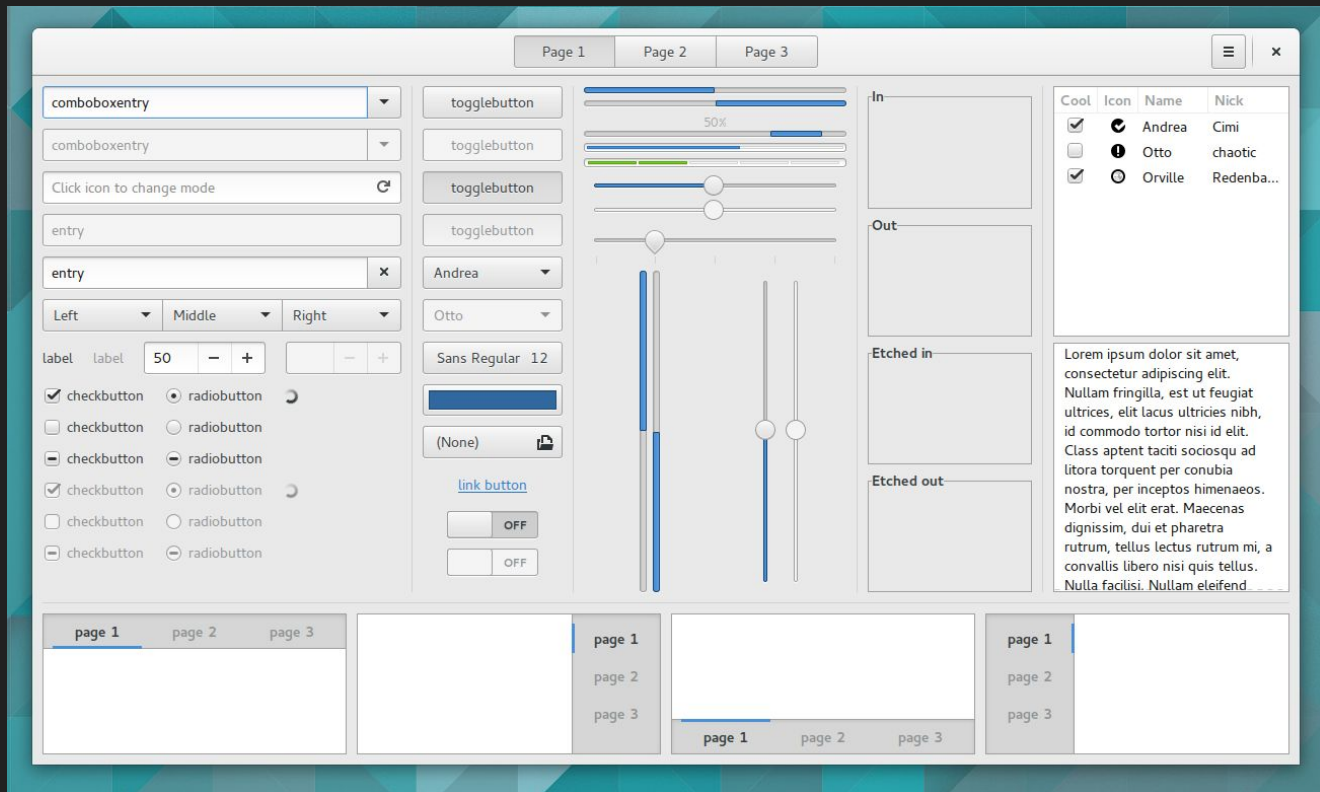 Page 1 Page 2 Page 3
comboboxentry
comboboxentry
Click icon to change mode
entry
entry
Left Middle Right
label label 50
checkbutton radiobutton
checkbutton radiobutton
checkbutton radiobutton
checkbutton radiobutton
checkbutton radiobutton
checkbutton radiobutton
togglebutton
togglebutton
togglebutton
togglebutton
Andrea
Otto
Sans Regular 12
(None)
link button
OFF
OFF
50%
In
Out
Etched in
Etched out
Cool Icon Name Nick
Andrea Cimi
Otto chaotic
Orville Redenba...
Lorem ipsum dolor sit amet,
consectetur adipiscing elit.
Nullam fringilla, est ut feugiat
ultrices, elit lacus ultricies nibh,
id commodo tortor nisi id elit.
Class aptent taciti sociosqu ad
litora torquent per conubia
nostra, per inceptos himenaeos.
Morbi vel elit erat. Maecenas
dignissim, dui et pharetra
rutrum, tellus lectus rutrum mi, a
convallis libero nisi quis tellus.
Nulla facilisi. Nullam eleifend
page 1 page 2 page 3
page 1
page 2
page 3
page 1 page 2 page 3
page 1
page 2
page 3